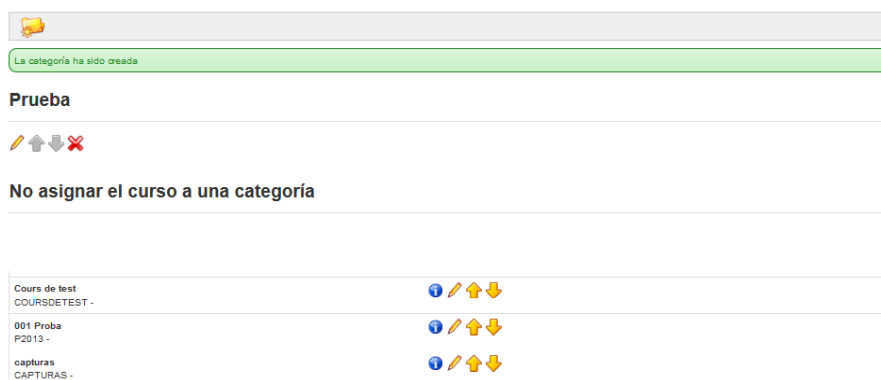 La categoría ha sido creada
Prueba
No asignar el curso a una categoría
Cours de test
COURSDETEST -
001 Proba
P2013 -
capturas
CAPTURAS -